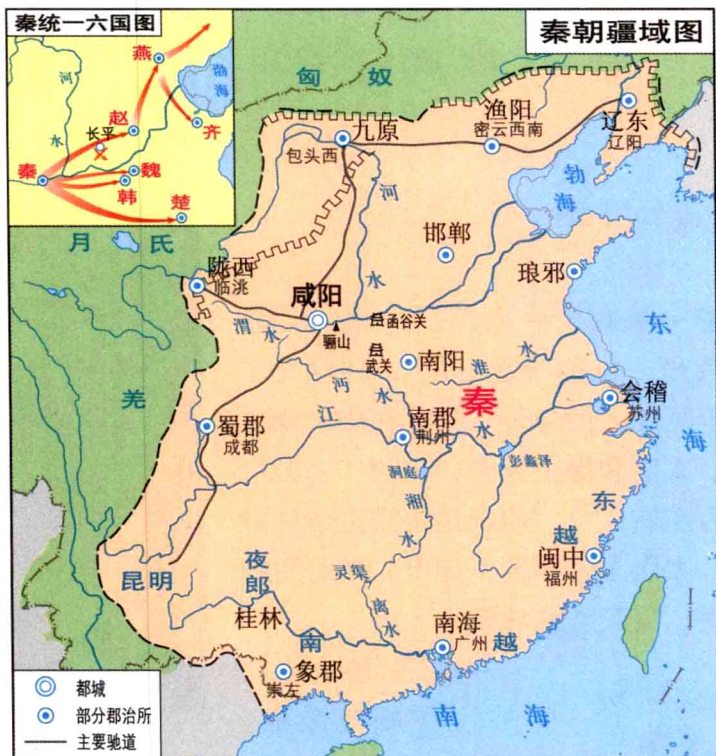 秦统一六国图
秦朝疆域图
燕
渤
海
河
水
赵
长平
齐
秦
魏
韩
楚
匈奴
渔阳
密云西南
辽东
辽阳
九原
包头西
渤
海
河
水
邯郸
琅邪
月氏
陇西
临洮
咸阳
函谷关
骊山
渭水
武关
南阳
淮水
东
海
羌
沔水
秦
会稽
苏州
蜀郡
成都
江
水
南郡
荆州
洞庭
彭蠡泽
湘水
东
越
闽中
福州
昆明
夜郎
灵渠
离水
桂林
南
越
南海
广州
象郡
崇左
南海
都城
部分郡治所
主要驰道